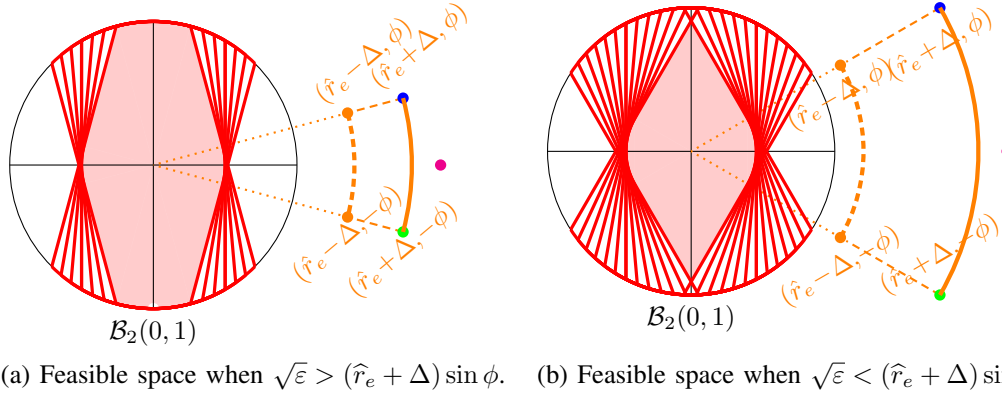 (r̂ₑ−Δ, ϕ)
(r̂ₑ+Δ, ϕ)
(r̂ₑ−Δ, −ϕ)
(r̂ₑ+Δ, −ϕ)
B₂(0, 1)
(a) Feasible space when √ε > (r̂ₑ + Δ) sin ϕ.
(r̂ₑ−Δ, ϕ)(r̂ₑ+Δ, ϕ)
(r̂ₑ−Δ, −ϕ)
(r̂ₑ+Δ, −ϕ)
B₂(0, 1)
(b) Feasible space when √ε < (r̂ₑ + Δ) si